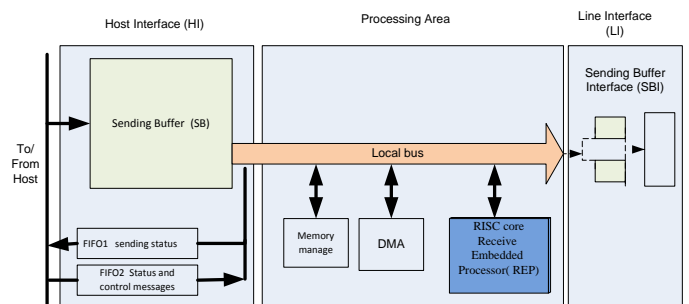 Host Interface (HI)
Processing Area
Line Interface
(LI)
Sending Buffer (SB)
Sending Buffer
Interface (SBI)
To/
From
Host
Local bus
FIFO1 sending status
FIFO2 Status and
control messages
Memory
manage
DMA
RISC core
Receive
Embedded
Processor( REP)